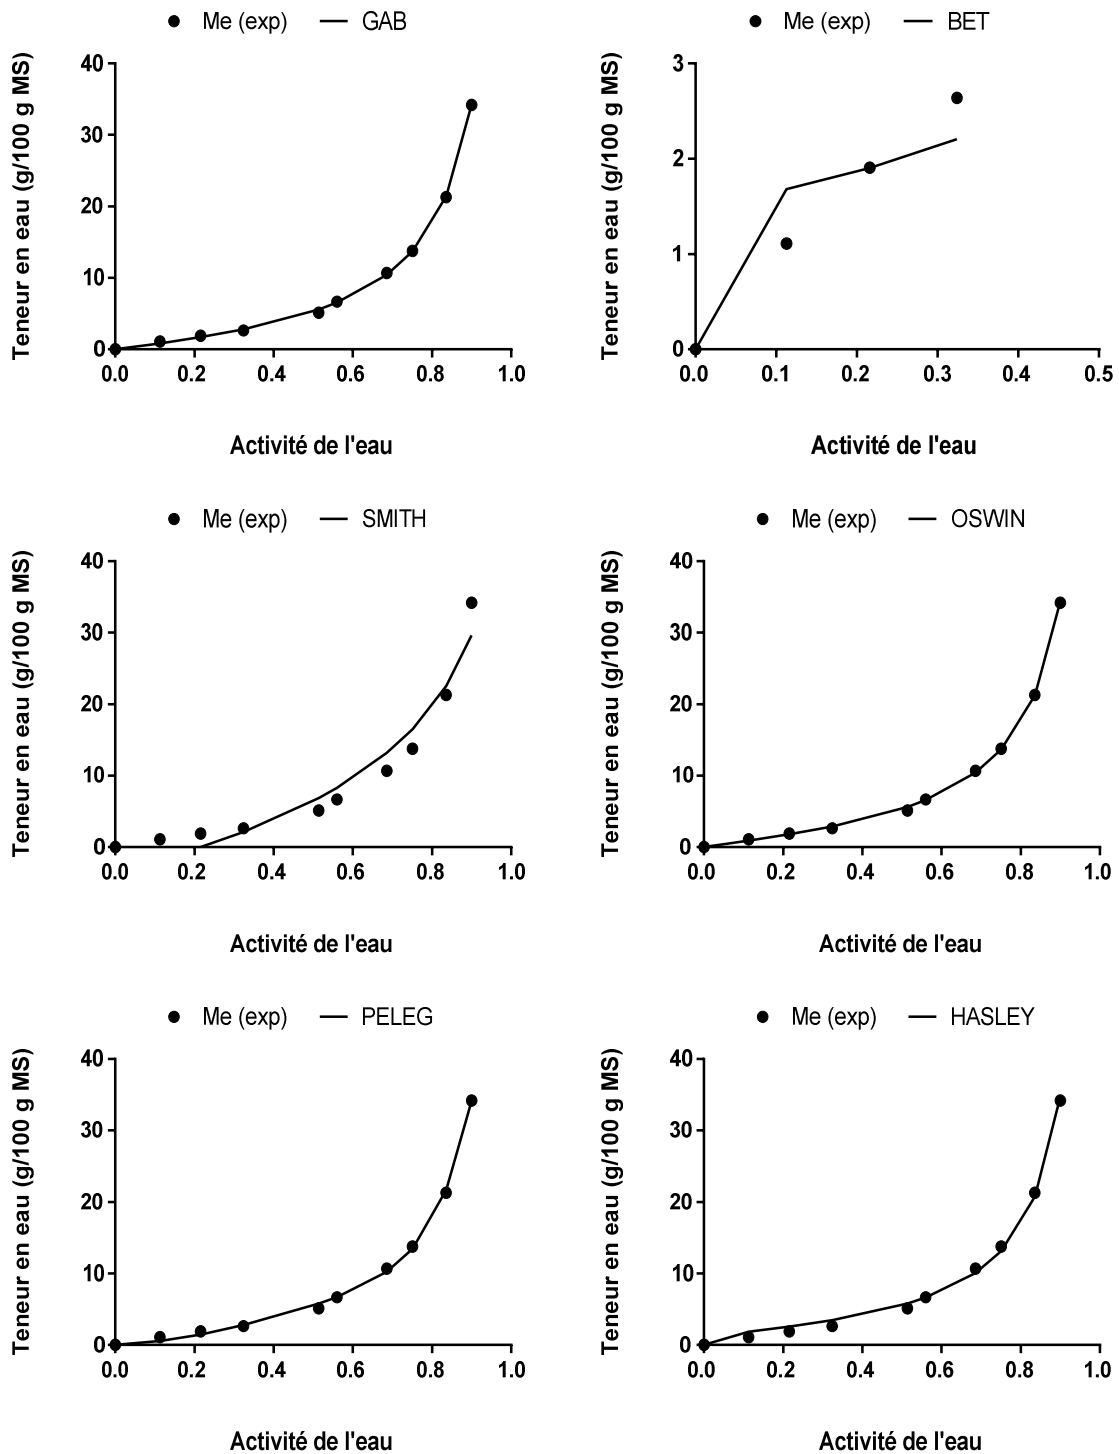 Me (exp) GAB
Teneur en eau (g/100 g MS)
40
30
20
10
0
0.0 0.2 0.4 0.6 0.8 1.0
Activité de l'eau
Me (exp) BET
Teneur en eau (g/100 g MS)
3
2
1
0
0.0 0.1 0.2 0.3 0.4 0.5
Activité de l'eau
Me (exp) SMITH
Teneur en eau (g/100 g MS)
40
30
20
10
0
0.0 0.2 0.4 0.6 0.8 1.0
Activité de l'eau
Me (exp) OSWIN
Teneur en eau (g/100 g MS)
40
30
20
10
0
0.0 0.2 0.4 0.6 0.8 1.0
Activité de l'eau
Me (exp) PELEG
Teneur en eau (g/100 g MS)
40
30
20
10
0
0.0 0.2 0.4 0.6 0.8 1.0
Activité de l'eau
Me (exp) HASLEY
Teneur en eau (g/100 g MS)
40
30
20
10
0
0.0 0.2 0.4 0.6 0.8 1.0
Activité de l'eau